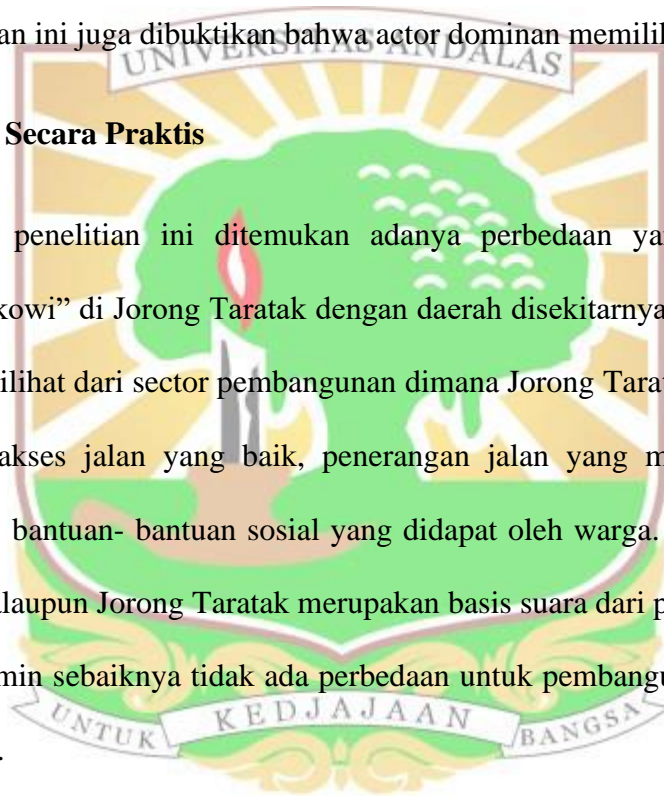 an ini juga dibuktikan bahwa actor dominan memilik
UNIVERSITAS ANDALAS
Secara Praktis
penelitian ini ditemukan adanya perbedaan ya
kowi” di Jorong Taratak dengan daerah disekitarnya
ilihat dari sector pembangunan dimana Jorong Tarat
akses jalan yang baik, penerangan jalan yang m
bantuan- bantuan sosial yang didapat oleh warga.
alaupun Jorong Taratak merupakan basis suara dari p
min sebaiknya tidak ada perbedaan untuk pembangu
UNTUK KEDJAJAAN BANGSA
.